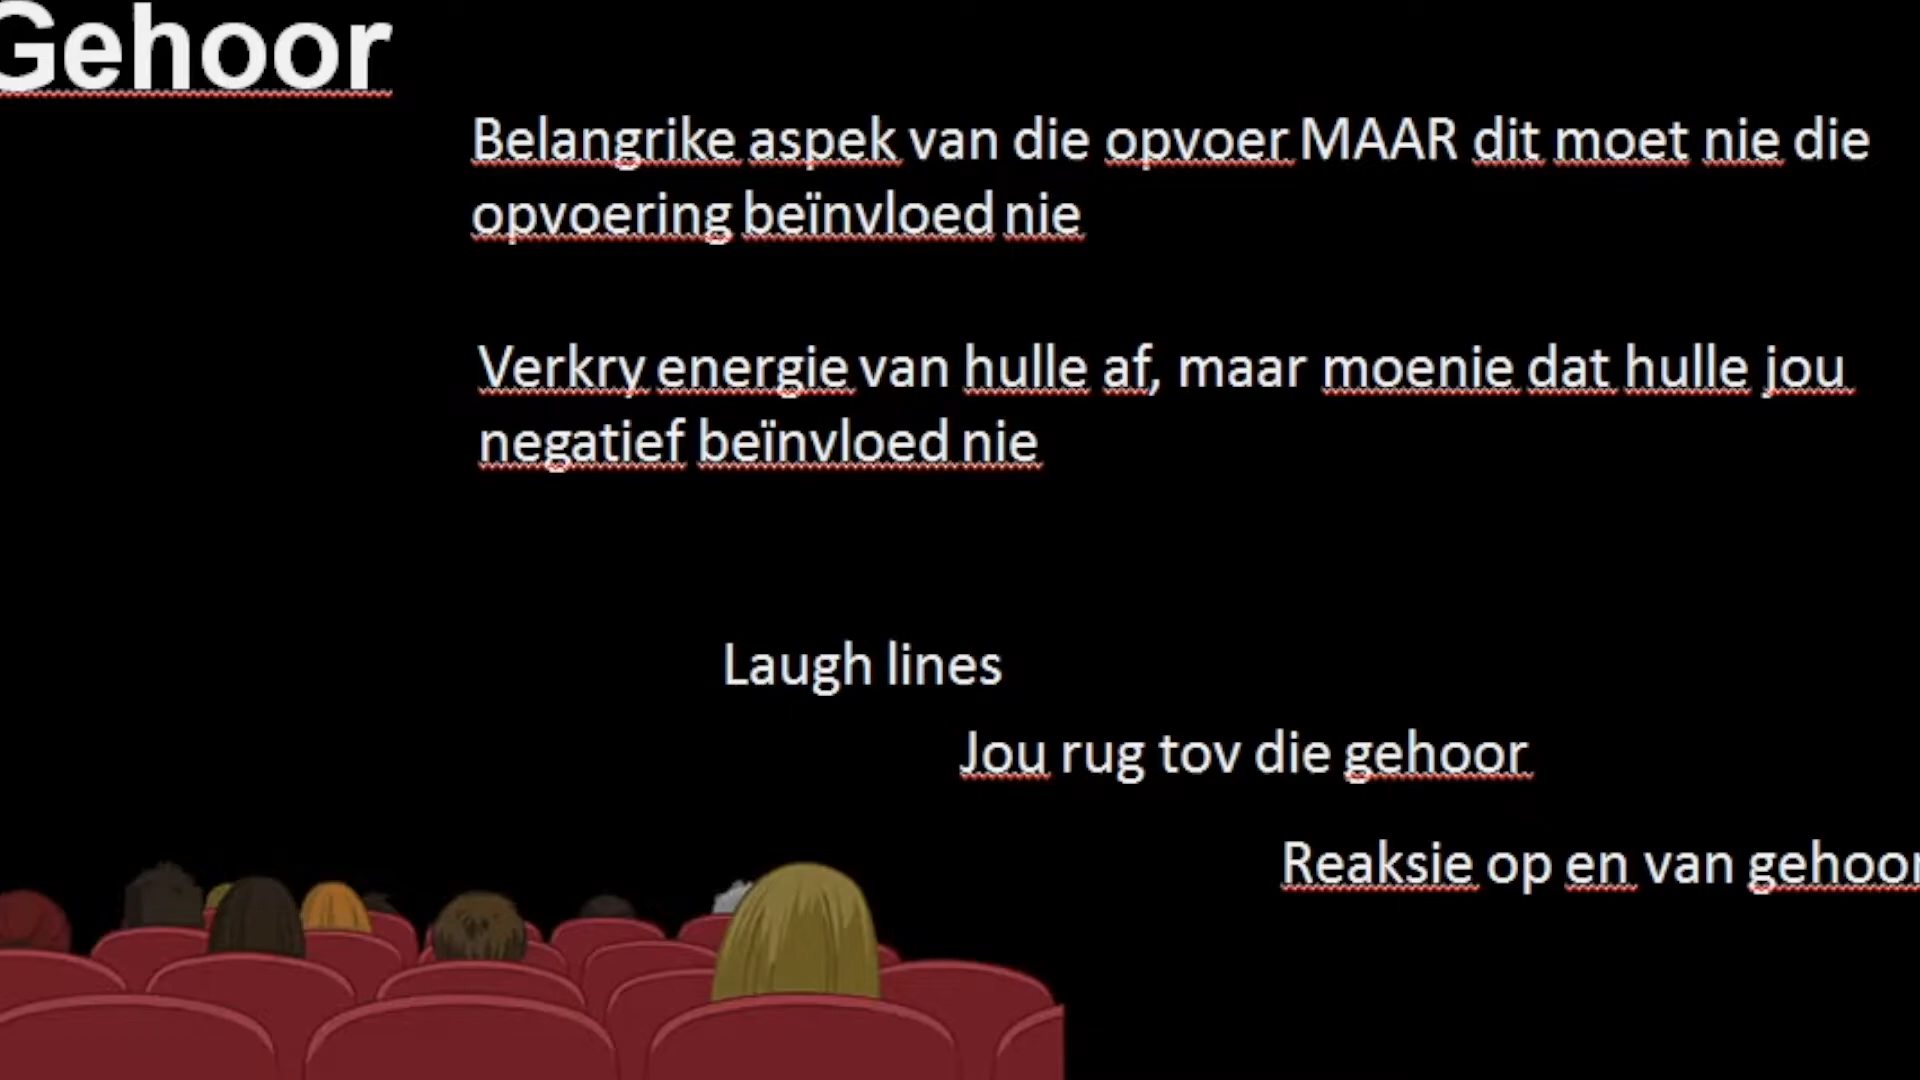 Gehoor
Belangrike aspek van die opvoer MAAR dit moet nie die
opvoering beïnvloed nie
Verkry energie van hulle af, maar moenie dat hulle jou
negatief beïnvloed nie
Laugh lines
Jou rug tov die gehoor
Reaksie op en van gehoor